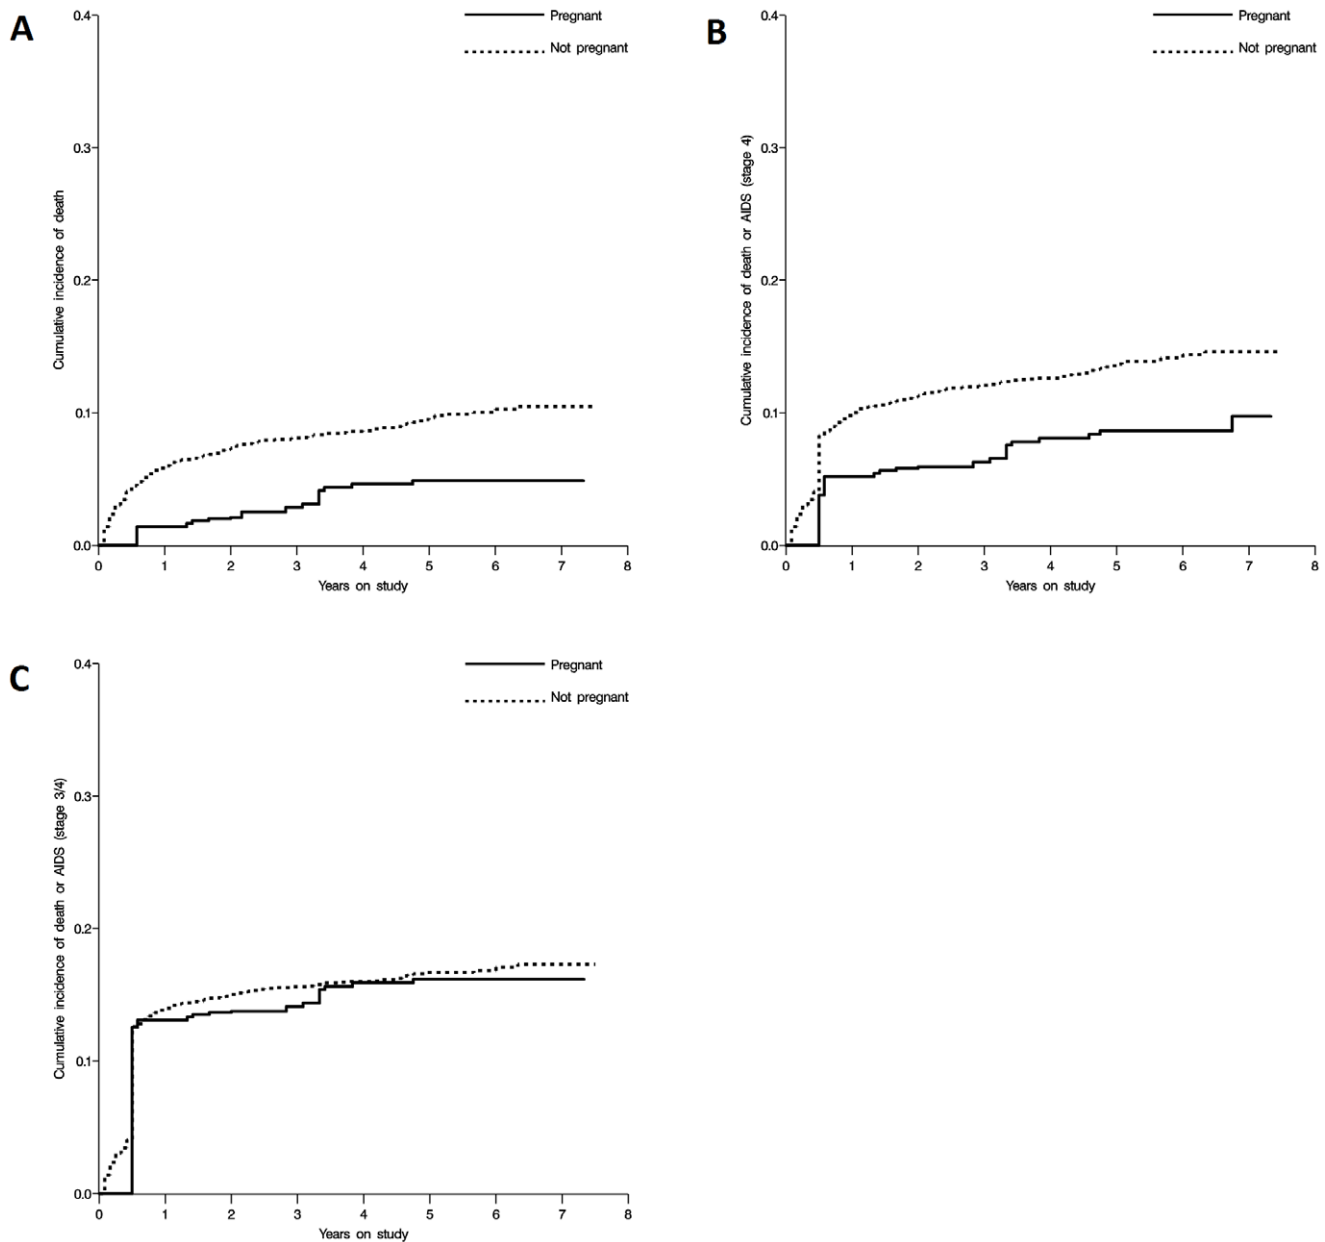 A
Pregnant
Not pregnant
0.4
0.3
0.2
0.1
0.0
Cumulative incidence of death
0 1 2 3 4 5 6 7 8
Years on study
B
Pregnant
Not pregnant
0.4
0.3
0.2
0.1
0.0
Cumulative incidence of death or AIDS (stage 4)
0 1 2 3 4 5 6 7 8
Years on study
C
Pregnant
Not pregnant
0.4
0.3
0.2
0.1
0.0
Cumulative incidence of death or AIDS (stage 3/4)
0 1 2 3 4 5 6 7 8
Years on study